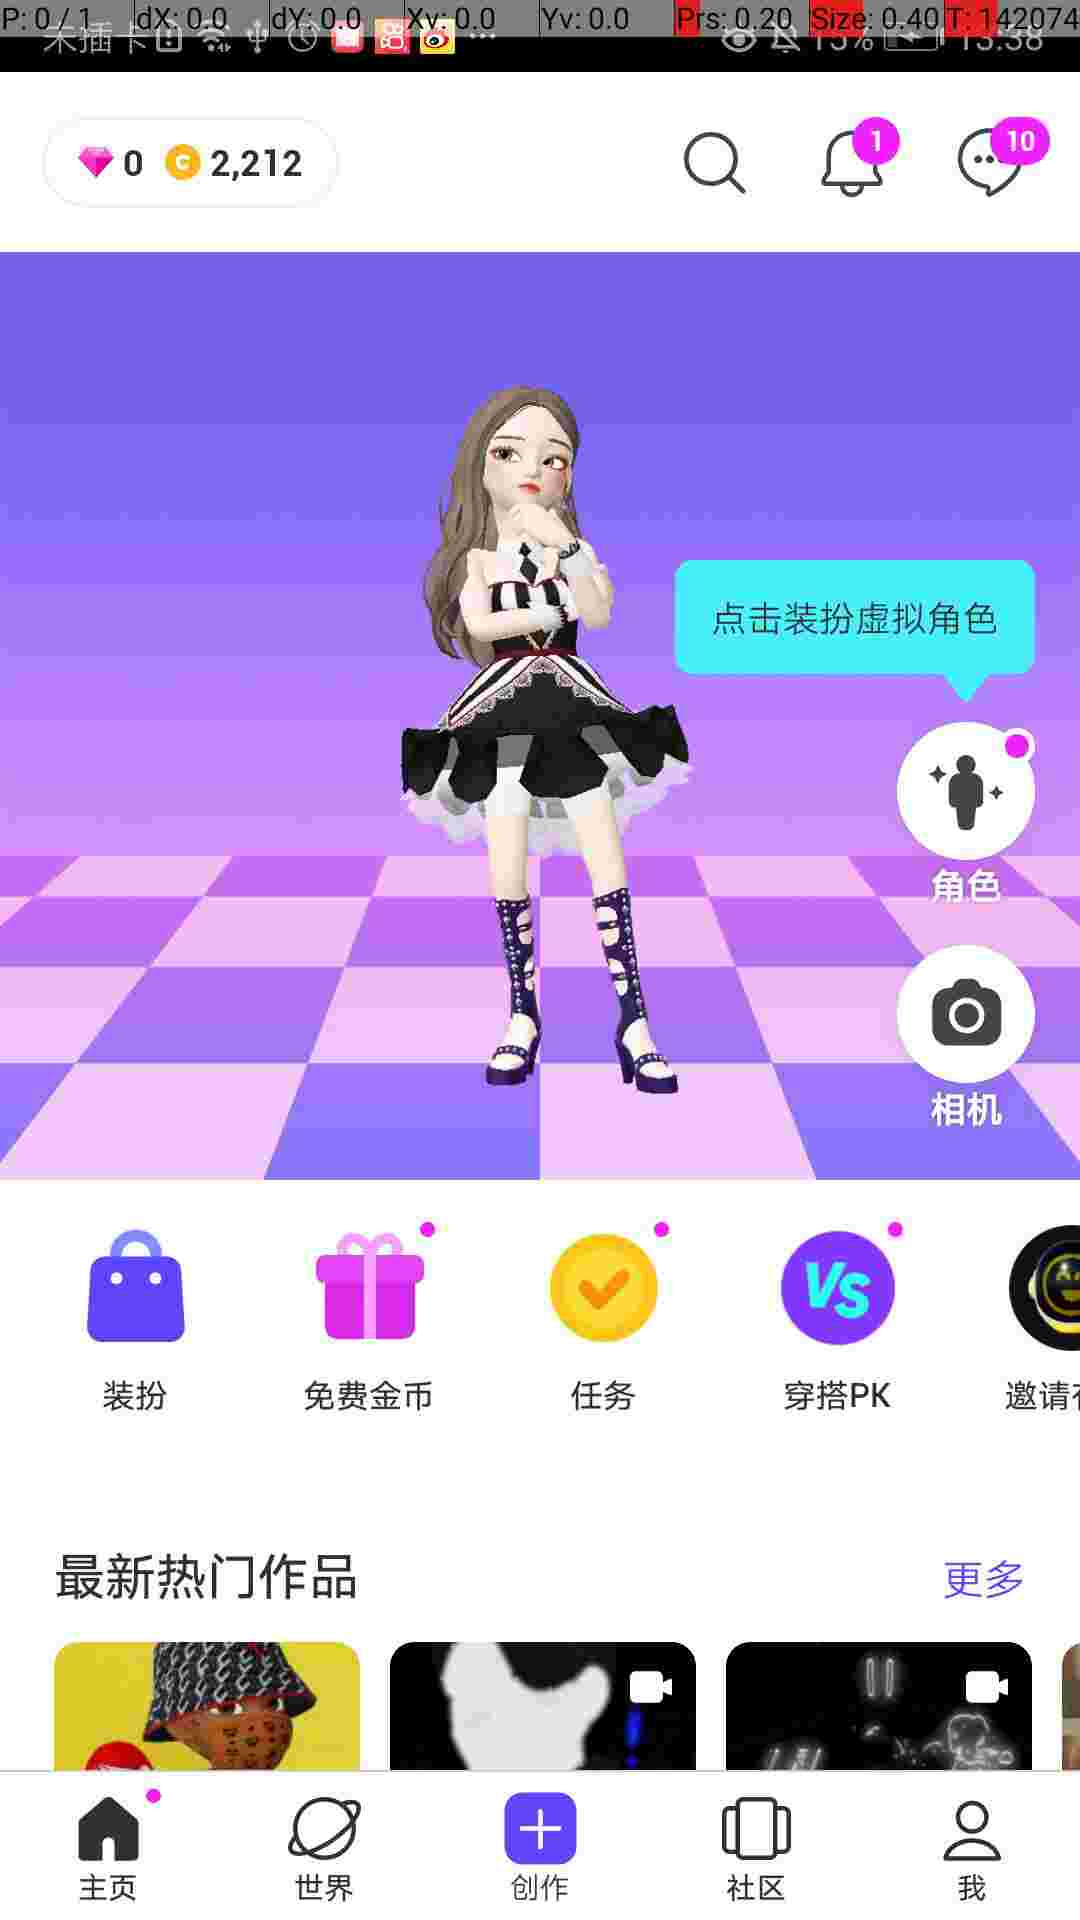 P: 0 / 1 dX: 0.0 dY: 0.0 Xv: 0.0 Yv: 0.0 Prs: 0.20 Size: 0.40 T: 142074
未插卡 15% 15:38
0 2,212 1 10
点击装扮虚拟角色
角色
相机
VS
装扮 免费金币 任务 穿搭PK 邀请
最新热门作品 更多
主页 世界 创作 社区 我